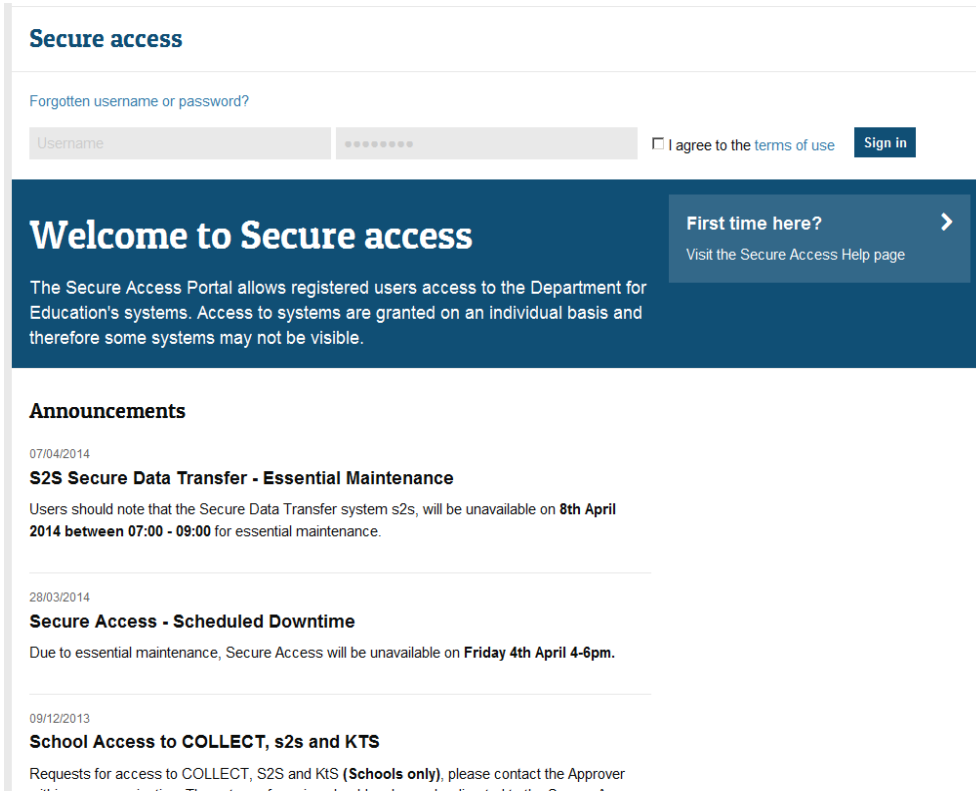 Secure access
Forgotten username or password?
Username
I agree to the terms of use
Sign in
Welcome to Secure access
The Secure Access Portal allows registered users access to the Department for
Education's systems. Access to systems are granted on an individual basis and
therefore some systems may not be visible.
First time here?
Visit the Secure Access Help page
Announcements
07/04/2014
S2S Secure Data Transfer - Essential Maintenance
Users should note that the Secure Data Transfer system s2s, will be unavailable on 8th April
2014 between 07:00 - 09:00 for essential maintenance.
28/03/2014
Secure Access - Scheduled Downtime
Due to essential maintenance, Secure Access will be unavailable on Friday 4th April 4-6pm.
09/12/2013
School Access to COLLECT, s2s and KTS
Requests for access to COLLECT, S2S and KtS (Schools only), please contact the Approver